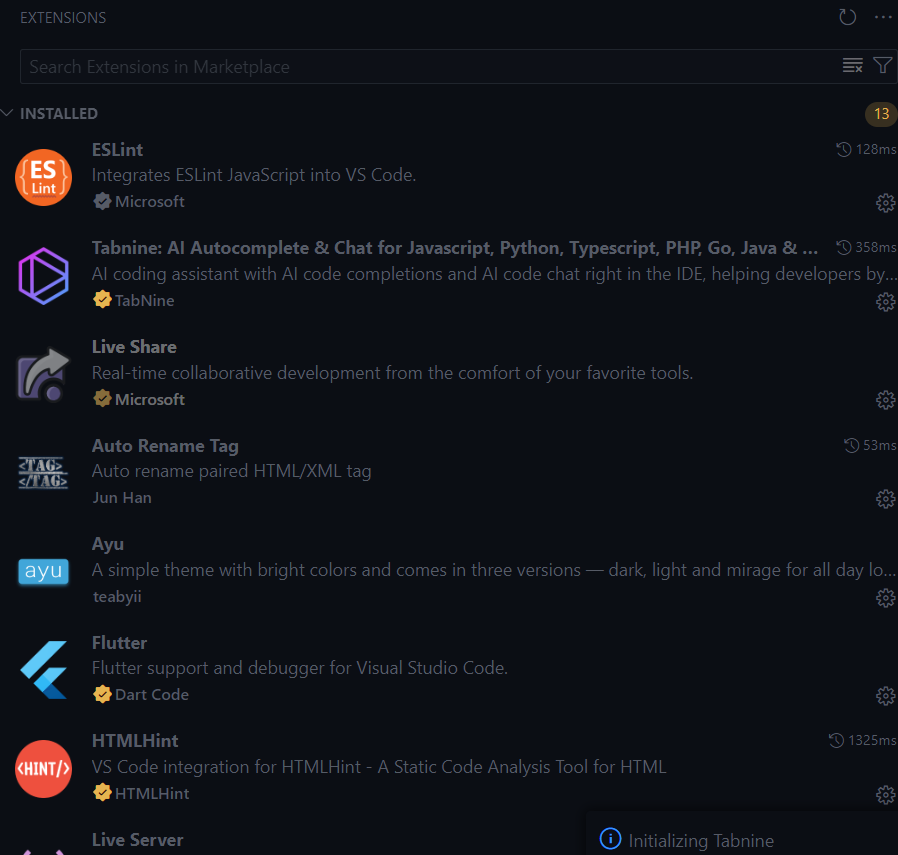 EXTENSIONS
Search Extensions in Marketplace
INSTALLED
13
ESLint
128ms
Integrates ESLint JavaScript into VS Code.
Microsoft
ES
Lint
Tabnine: AI Autocomplete & Chat for Javascript, Python, Typescript, PHP, Go, Java & ...
358ms
AI coding assistant with AI code completions and AI code chat right in the IDE, helping developers by...
TabNine
Live Share
Real-time collaborative development from the comfort of your favorite tools.
Microsoft
Auto Rename Tag
53ms
<TAG>
</TAG>
Auto rename paired HTML/XML tag
Jun Han
Ayu
ayu
A simple theme with bright colors and comes in three versions — dark, light and mirage for all day lo...
teabyii
Flutter
Flutter support and debugger for Visual Studio Code.
Dart Code
HTMLHint
1325ms
<HINT/>
VS Code integration for HTMLHint - A Static Code Analysis Tool for HTML
HTMLHint
Live Server
Initializing Tabnine